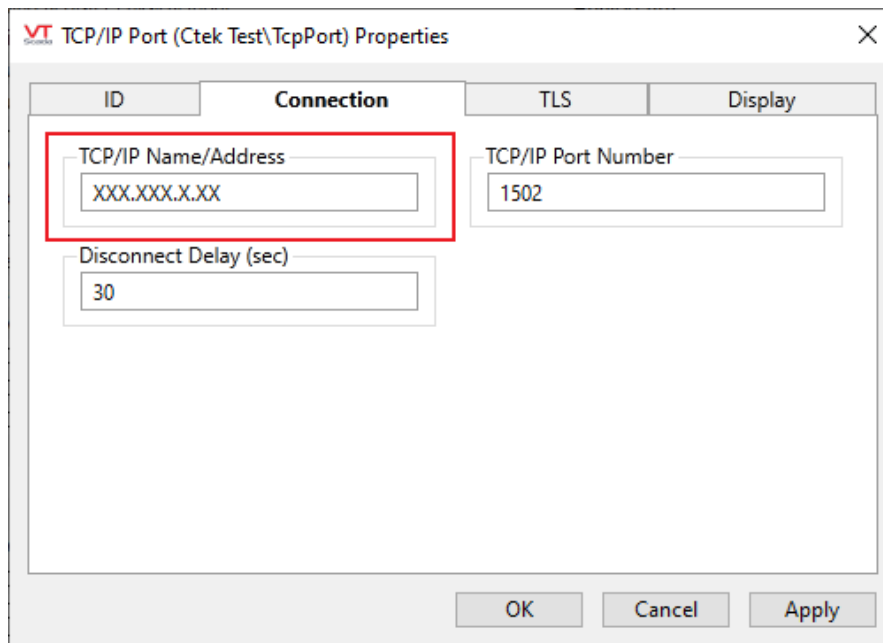 VT
Scada
TCP/IP Port (Ctek Test\TcpPort) Properties
ID Connection TLS Display
TCP/IP Name/Address TCP/IP Port Number
XXX.XXX.X.XX 1502
Disconnect Delay (sec)
30
OK Cancel Apply